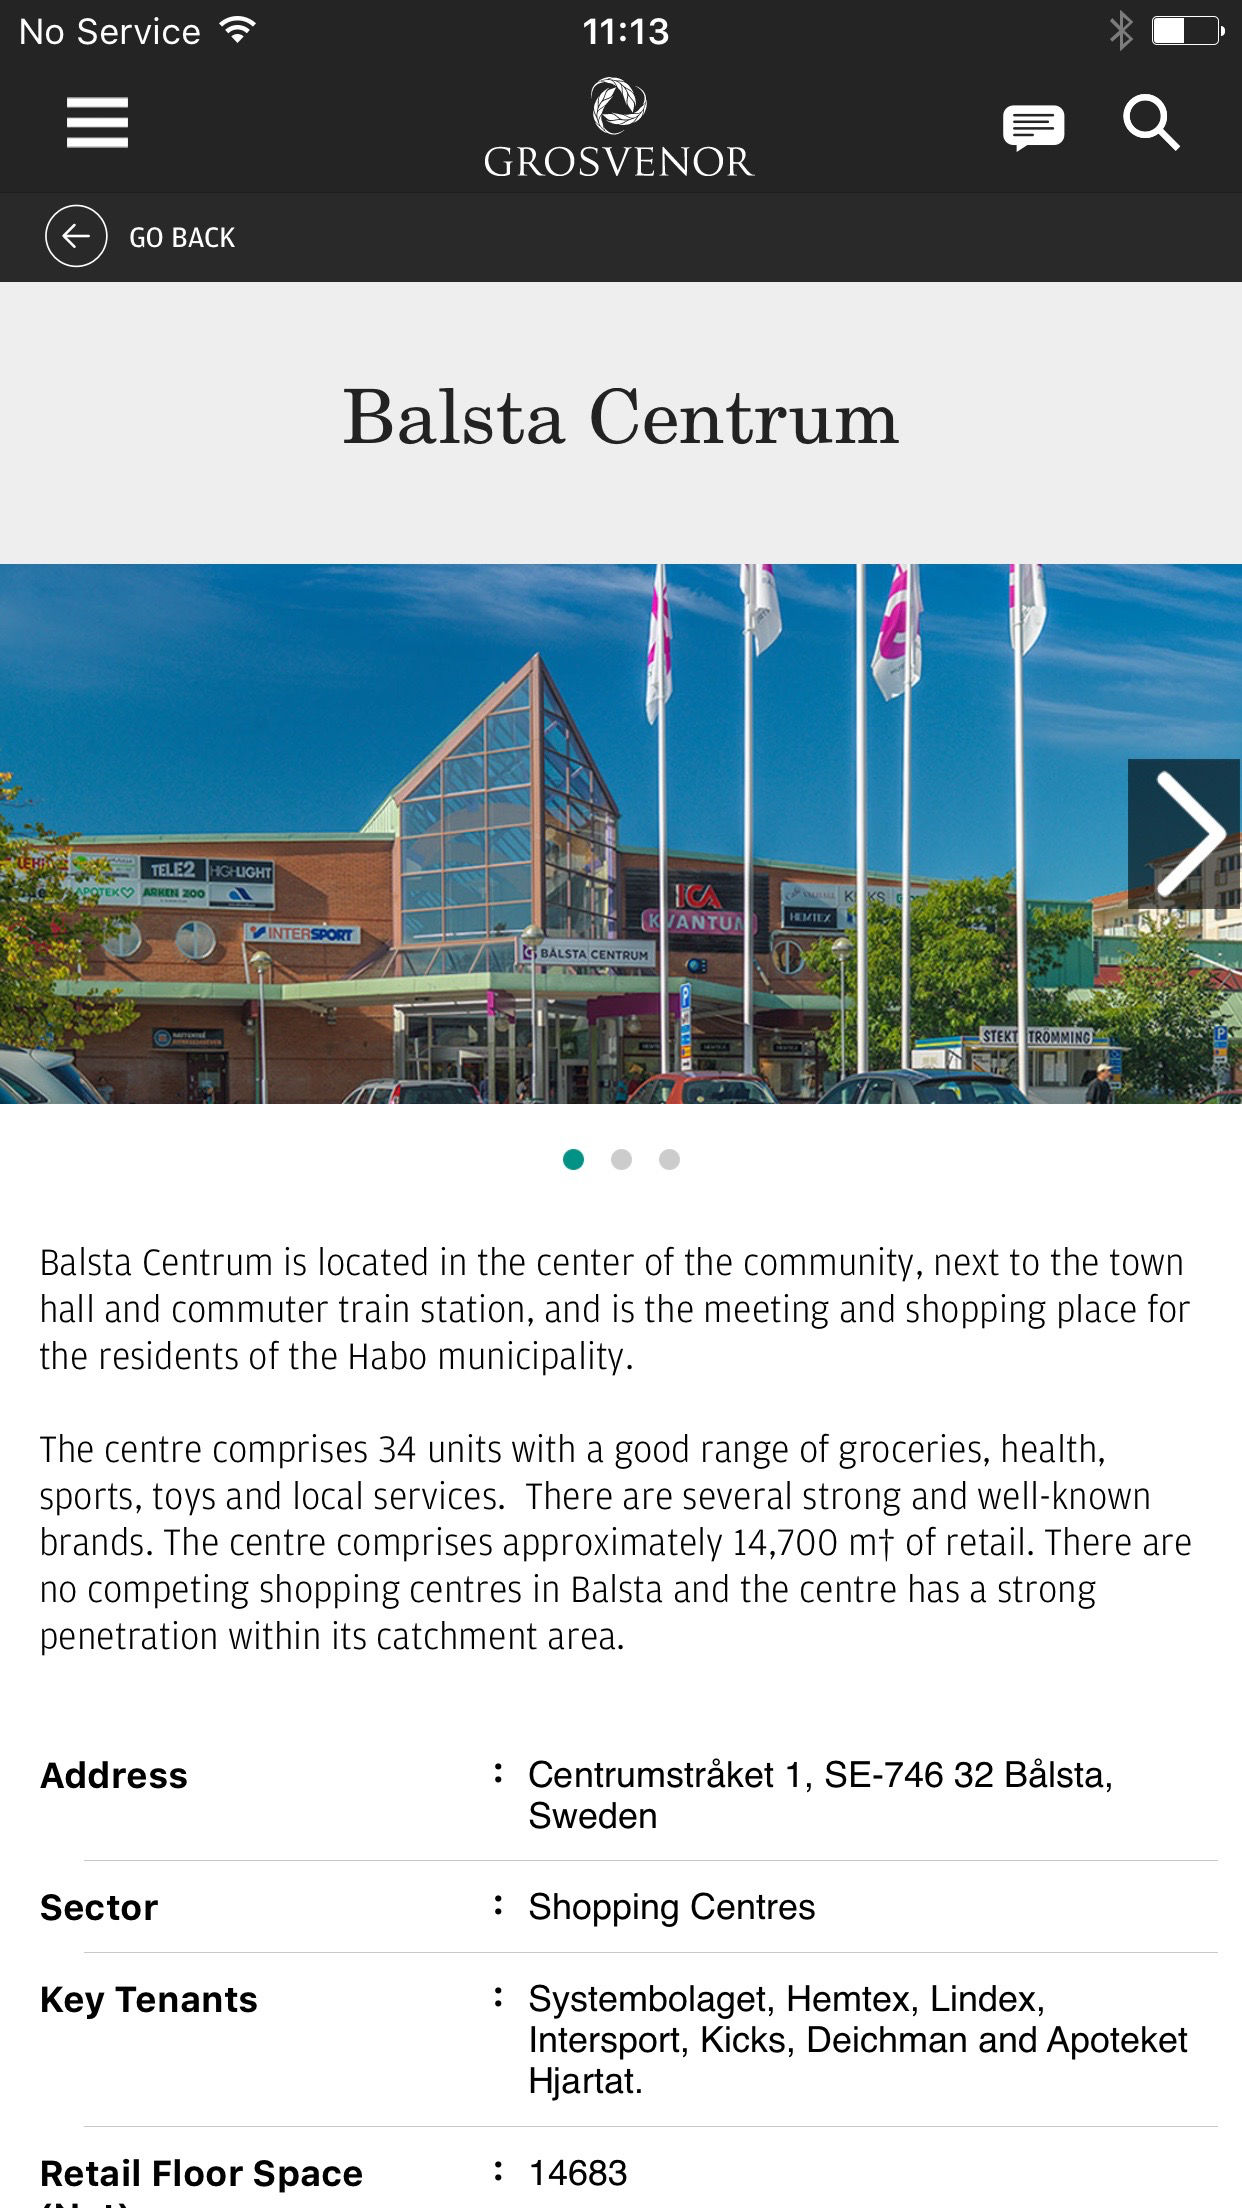 No Service
11:13
GROSVENOR
GO BACK
Balsta Centrum
TELE2
HIGHLIGHT
APOTEK
ARKEN ZOO
INTERSPORT
ICA
KVANTUM
KICKS
HEMTEX
BÅLSTA CENTRUM
P
STEKT STRÖMMING
P
Balsta Centrum is located in the center of the community, next to the town
hall and commuter train station, and is the meeting and shopping place for
the residents of the Habo municipality.
The centre comprises 34 units with a good range of groceries, health,
sports, toys and local services.  There are several strong and well-known
brands. The centre comprises approximately 14,700 m† of retail. There are
no competing shopping centres in Balsta and the centre has a strong
penetration within its catchment area.
Address : Centrumstråket 1, SE-746 32 Bålsta,
Sweden
Sector : Shopping Centres
Key Tenants : Systembolaget, Hemtex, Lindex,
Intersport, Kicks, Deichman and Apoteket
Hjartat.
Retail Floor Space : 14683